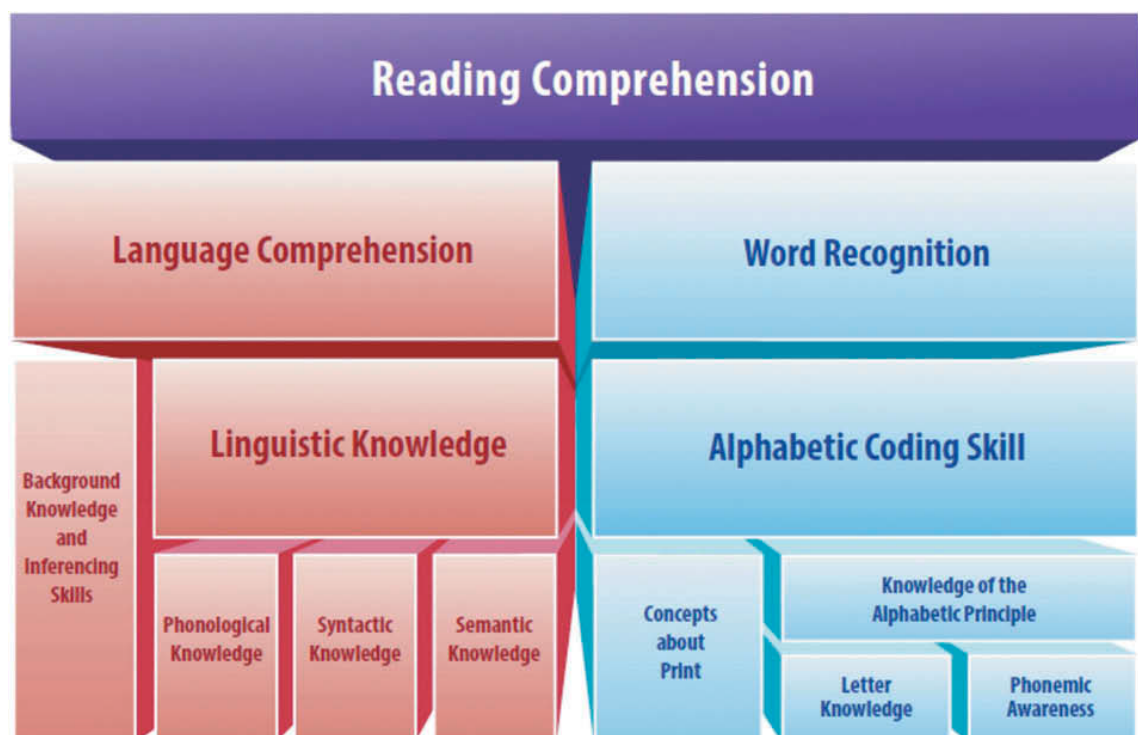 Reading Comprehension
Language Comprehension
Word Recognition
Background
Knowledge
and
Inferencing
Skills
Linguistic Knowledge
Alphabetic Coding Skill
Phonological
Knowledge
Syntactic
Knowledge
Semantic
Knowledge
Concepts
about
Print
Knowledge of the
Alphabetic Principle
Letter
Knowledge
Phonemic
Awareness